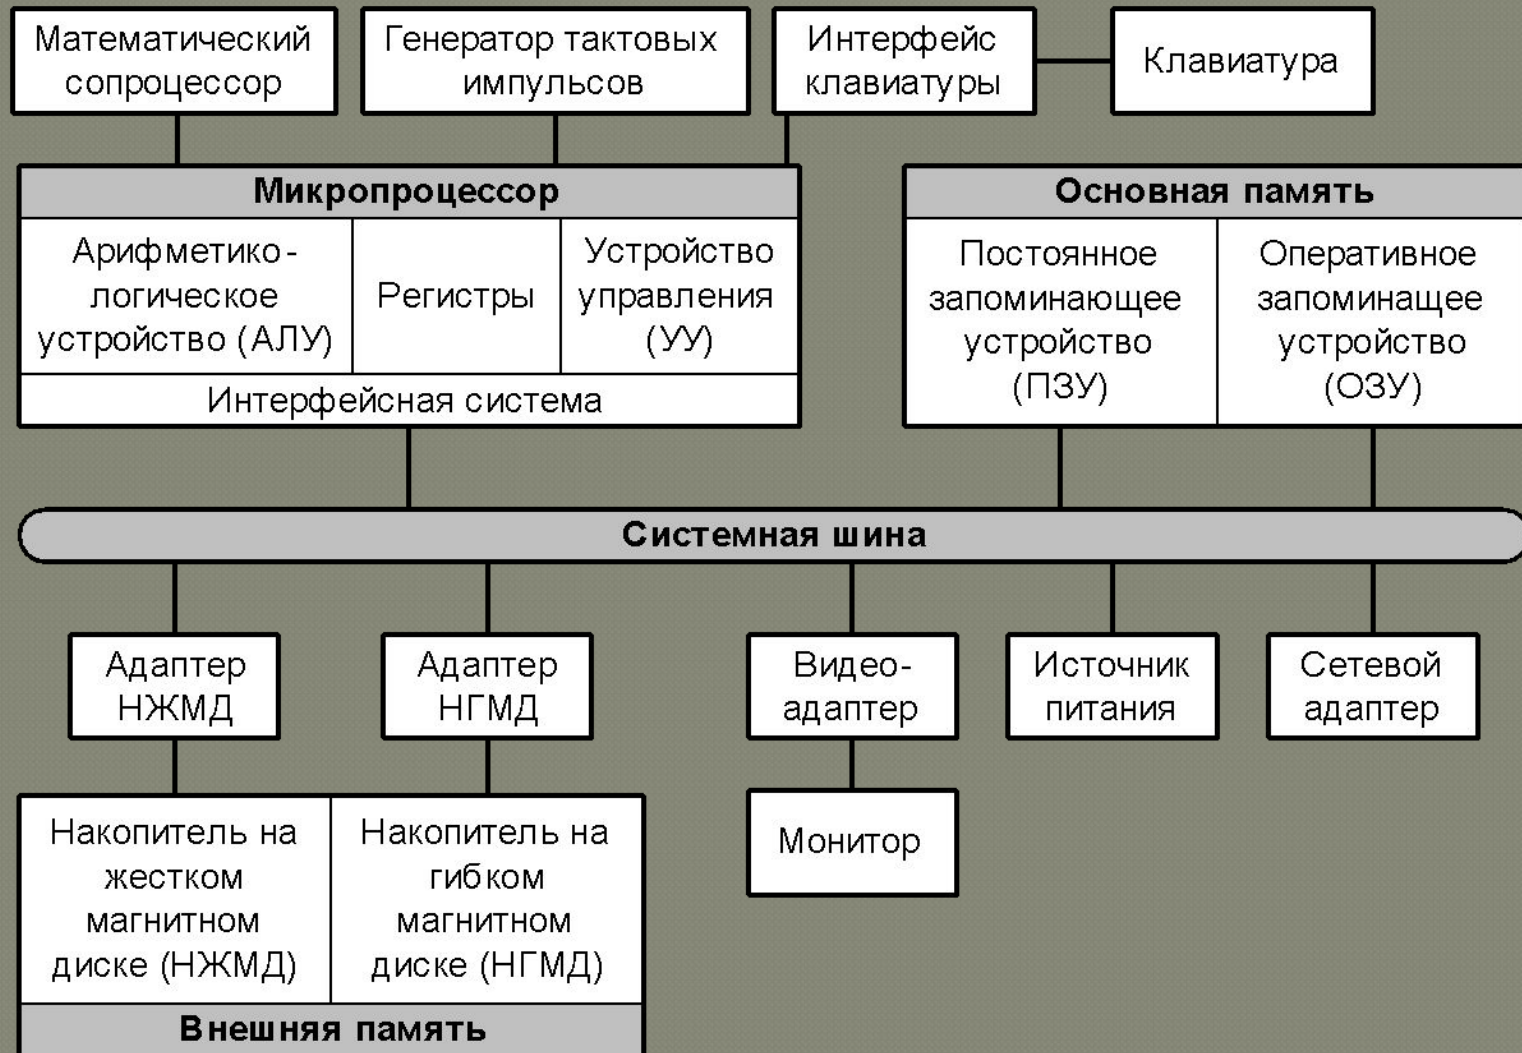 Математический
сопроцессор
Генератор тактовых
импульсов
Интерфейс
клавиатуры
Клавиатура
Микропроцессор
Арифметико-
логическое
устройство (АЛУ)
Регистры
Устройство
управления
(УУ)
Интерфейсная система
Основная память
Постоянное
запоминающее
устройство
(ПЗУ)
Оперативное
запоминащее
устройство
(ОЗУ)
Системная шина
Адаптер
НЖМД
Адаптер
НГМД
Видео-
адаптер
Источник
питания
Сетевой
адаптер
Накопитель на
жестком
магнитном
диске (НЖМД)
Накопитель на
гибком
магнитном
диске (НГМД)
Монитор
Внешняя память